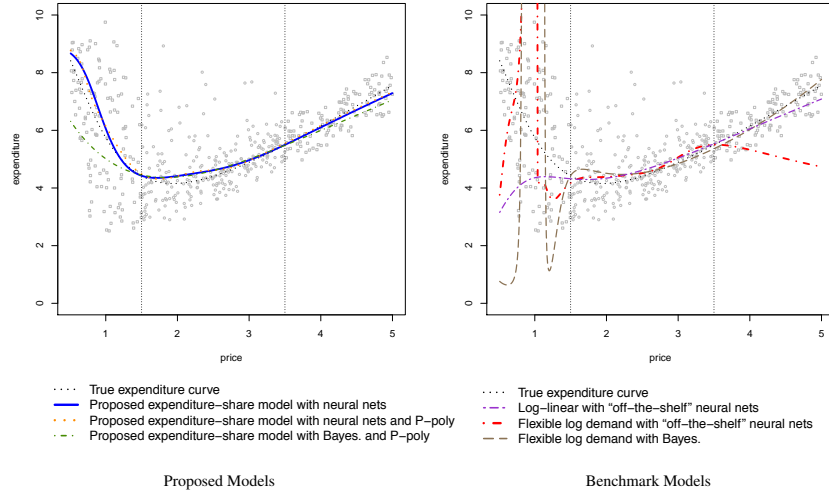 10
8
6
4
2
0
expenditure
1
2
3
4
5
price
True expenditure curve
Proposed expenditure−share model with neural nets
Proposed expenditure−share model with neural nets and P−poly
Proposed expenditure−share model with Bayes. and P−poly
Proposed Models
10
8
6
4
2
0
expenditure
1
2
3
4
5
price
True expenditure curve
Log−linear with “off−the−shelf” neural nets
Flexible log demand with “off−the−shelf” neural nets
Flexible log demand with Bayes.
Benchmark Models